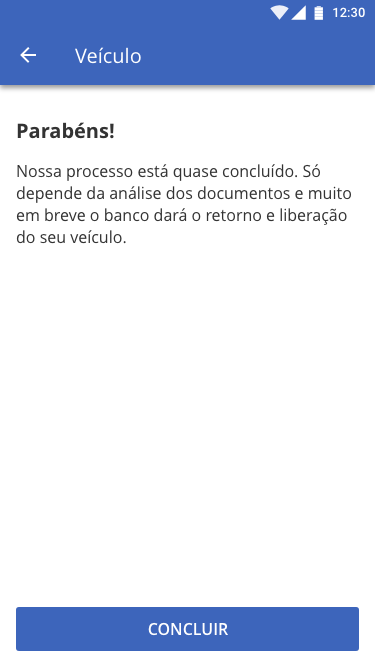 12:30
Veículo
Parabéns!
Nossa processo está quase concluído. Só
depende da análise dos documentos e muito
em breve o banco dará o retorno e liberação
do seu veículo.
CONCLUIR